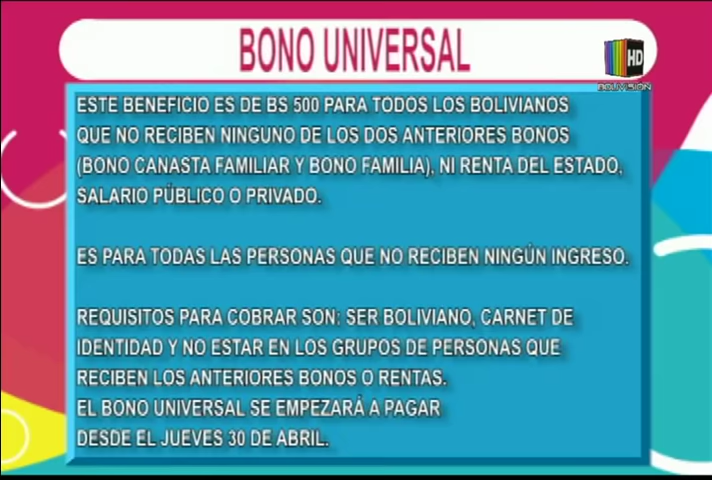 BONO UNIVERSAL
HD
BOLIVISIÓN
ESTE BENEFICIO ES DE BS 500 PARA TODOS LOS BOLIVIANOS
QUE NO RECIBEN NINGUNO DE LOS DOS ANTERIORES BONOS
(BONO CANASTA FAMILIAR Y BONO FAMILIA), NI RENTA DEL ESTADO,
SALARIO PÚBLICO O PRIVADO.
ES PARA TODAS LAS PERSONAS QUE NO RECIBEN NINGÚN INGRESO.
REQUISITOS PARA COBRAR SON: SER BOLIVIANO, CARNET DE
IDENTIDAD Y NO ESTAR EN LOS GRUPOS DE PERSONAS QUE
RECIBEN LOS ANTERIORES BONOS O RENTAS.
EL BONO UNIVERSAL SE EMPEZARÁ A PAGAR
DESDE EL JUEVES 30 DE ABRIL.